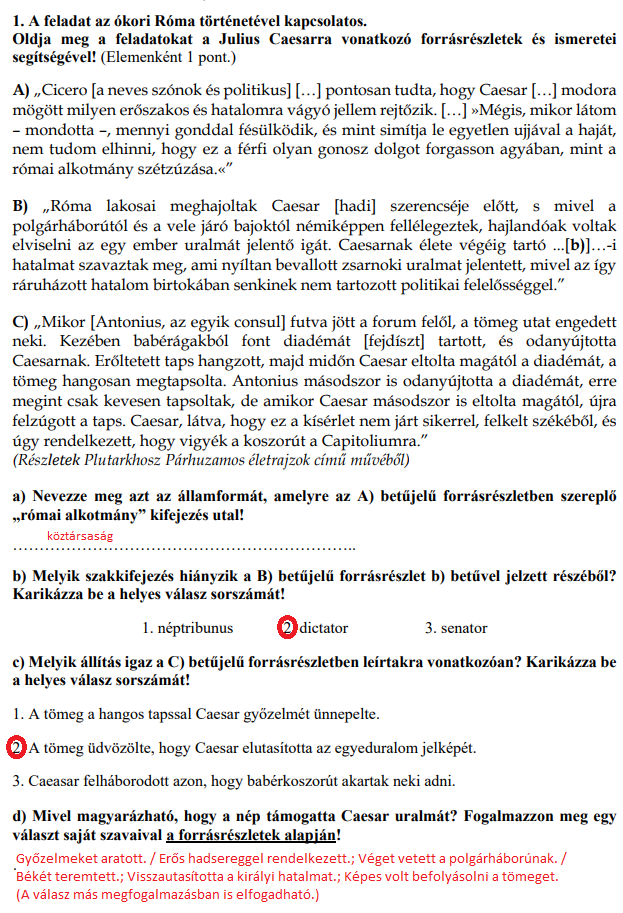 1. A feladat az ókori Róma történetével kapcsolatos.
Oldja meg a feladatokat a Julius Caesarra vonatkozó forrásrészletek és ismeretei
segítségével! (Elemenként 1 pont.)
A) „Cicero [a neves szónok és politikus] […] pontosan tudta, hogy Caesar […] modora
mögött milyen erőszakos és hatalomra vágyó jellem rejtőzik. […] »Mégis, mikor látom
– mondotta –, mennyi gonddal fésülködik, és mint simítja le egyetlen ujjával a haját,
nem tudom elhinni, hogy ez a férfi olyan gonosz dolgot forgasson agyában, mint a
római alkotmány szétzúzása.«”
B) „Róma lakosai meghajoltak Caesar [hadi] szerencséje előtt, s mivel a
polgárháborútól és a vele járó bajoktól némiképpen fellélegeztek, hajlandóak voltak
elviselni az egy ember uralmát jelentő igát. Caesarnak élete végéig tartó ...[b)]…-i
hatalmat szavaztak meg, ami nyíltan bevallott zsarnoki uralmat jelentett, mivel az így
ráruházott hatalom birtokában senkinek nem tartozott politikai felelősséggel.”
C) „Mikor [Antonius, az egyik consul] futva jött a forum felől, a tömeg utat engedett
neki. Kezében babérágakból font diadémát [fejdíszt] tartott, és odanyújtotta
Caesarnak. Erőltetett taps hangzott, majd midőn Caesar eltolta magától a diadémát, a
tömeg hangosan megtapsolta. Antonius másodszor is odanyújtotta a diadémát, erre
megint csak kevesen tapsoltak, de amikor Caesar másodszor is eltolta magától, újra
felzúgott a taps. Caesar, látva, hogy ez a kísérlet nem járt sikerrel, felkelt székéből, és
úgy rendelkezett, hogy vigyék a koszorút a Capitoliumra.”
(Részletek Plutarkhosz Párhuzamos életrajzok című művéből)
a) Nevezze meg azt az államformát, amelyre az A) betűjelű forrásrészletben szereplő
„római alkotmány” kifejezés utal!
köztársaság
…………………………………………………………..
b) Melyik szakkifejezés hiányzik a B) betűjelű forrásrészlet b) betűvel jelzett részéből?
Karikázza be a helyes válasz sorszámát!
1. néptribunus 2. dictator 3. senator
c) Melyik állítás igaz a C) betűjelű forrásrészletben leírtakra vonatkozóan? Karikázza be
a helyes válasz sorszámát!
1. A tömeg a hangos tapssal Caesar győzelmét ünnepelte.
2. A tömeg üdvözölte, hogy Caesar elutasította az egyeduralom jelképét.
3. Caeasar felháborodott azon, hogy babérkoszorút akartak neki adni.
d) Mivel magyarázható, hogy a nép támogatta Caesar uralmát? Fogalmazzon meg egy
választ saját szavaival a forrásrészletek alapján!
Győzelmeket aratott. / Erős hadsereggel rendelkezett.; Véget vetett a polgárháborúnak. /
Békét teremtett.; Visszautasította a királyi hatalmat.; Képes volt befolyásolni a tömeget.
(A válasz más megfogalmazásban is elfogadható.)